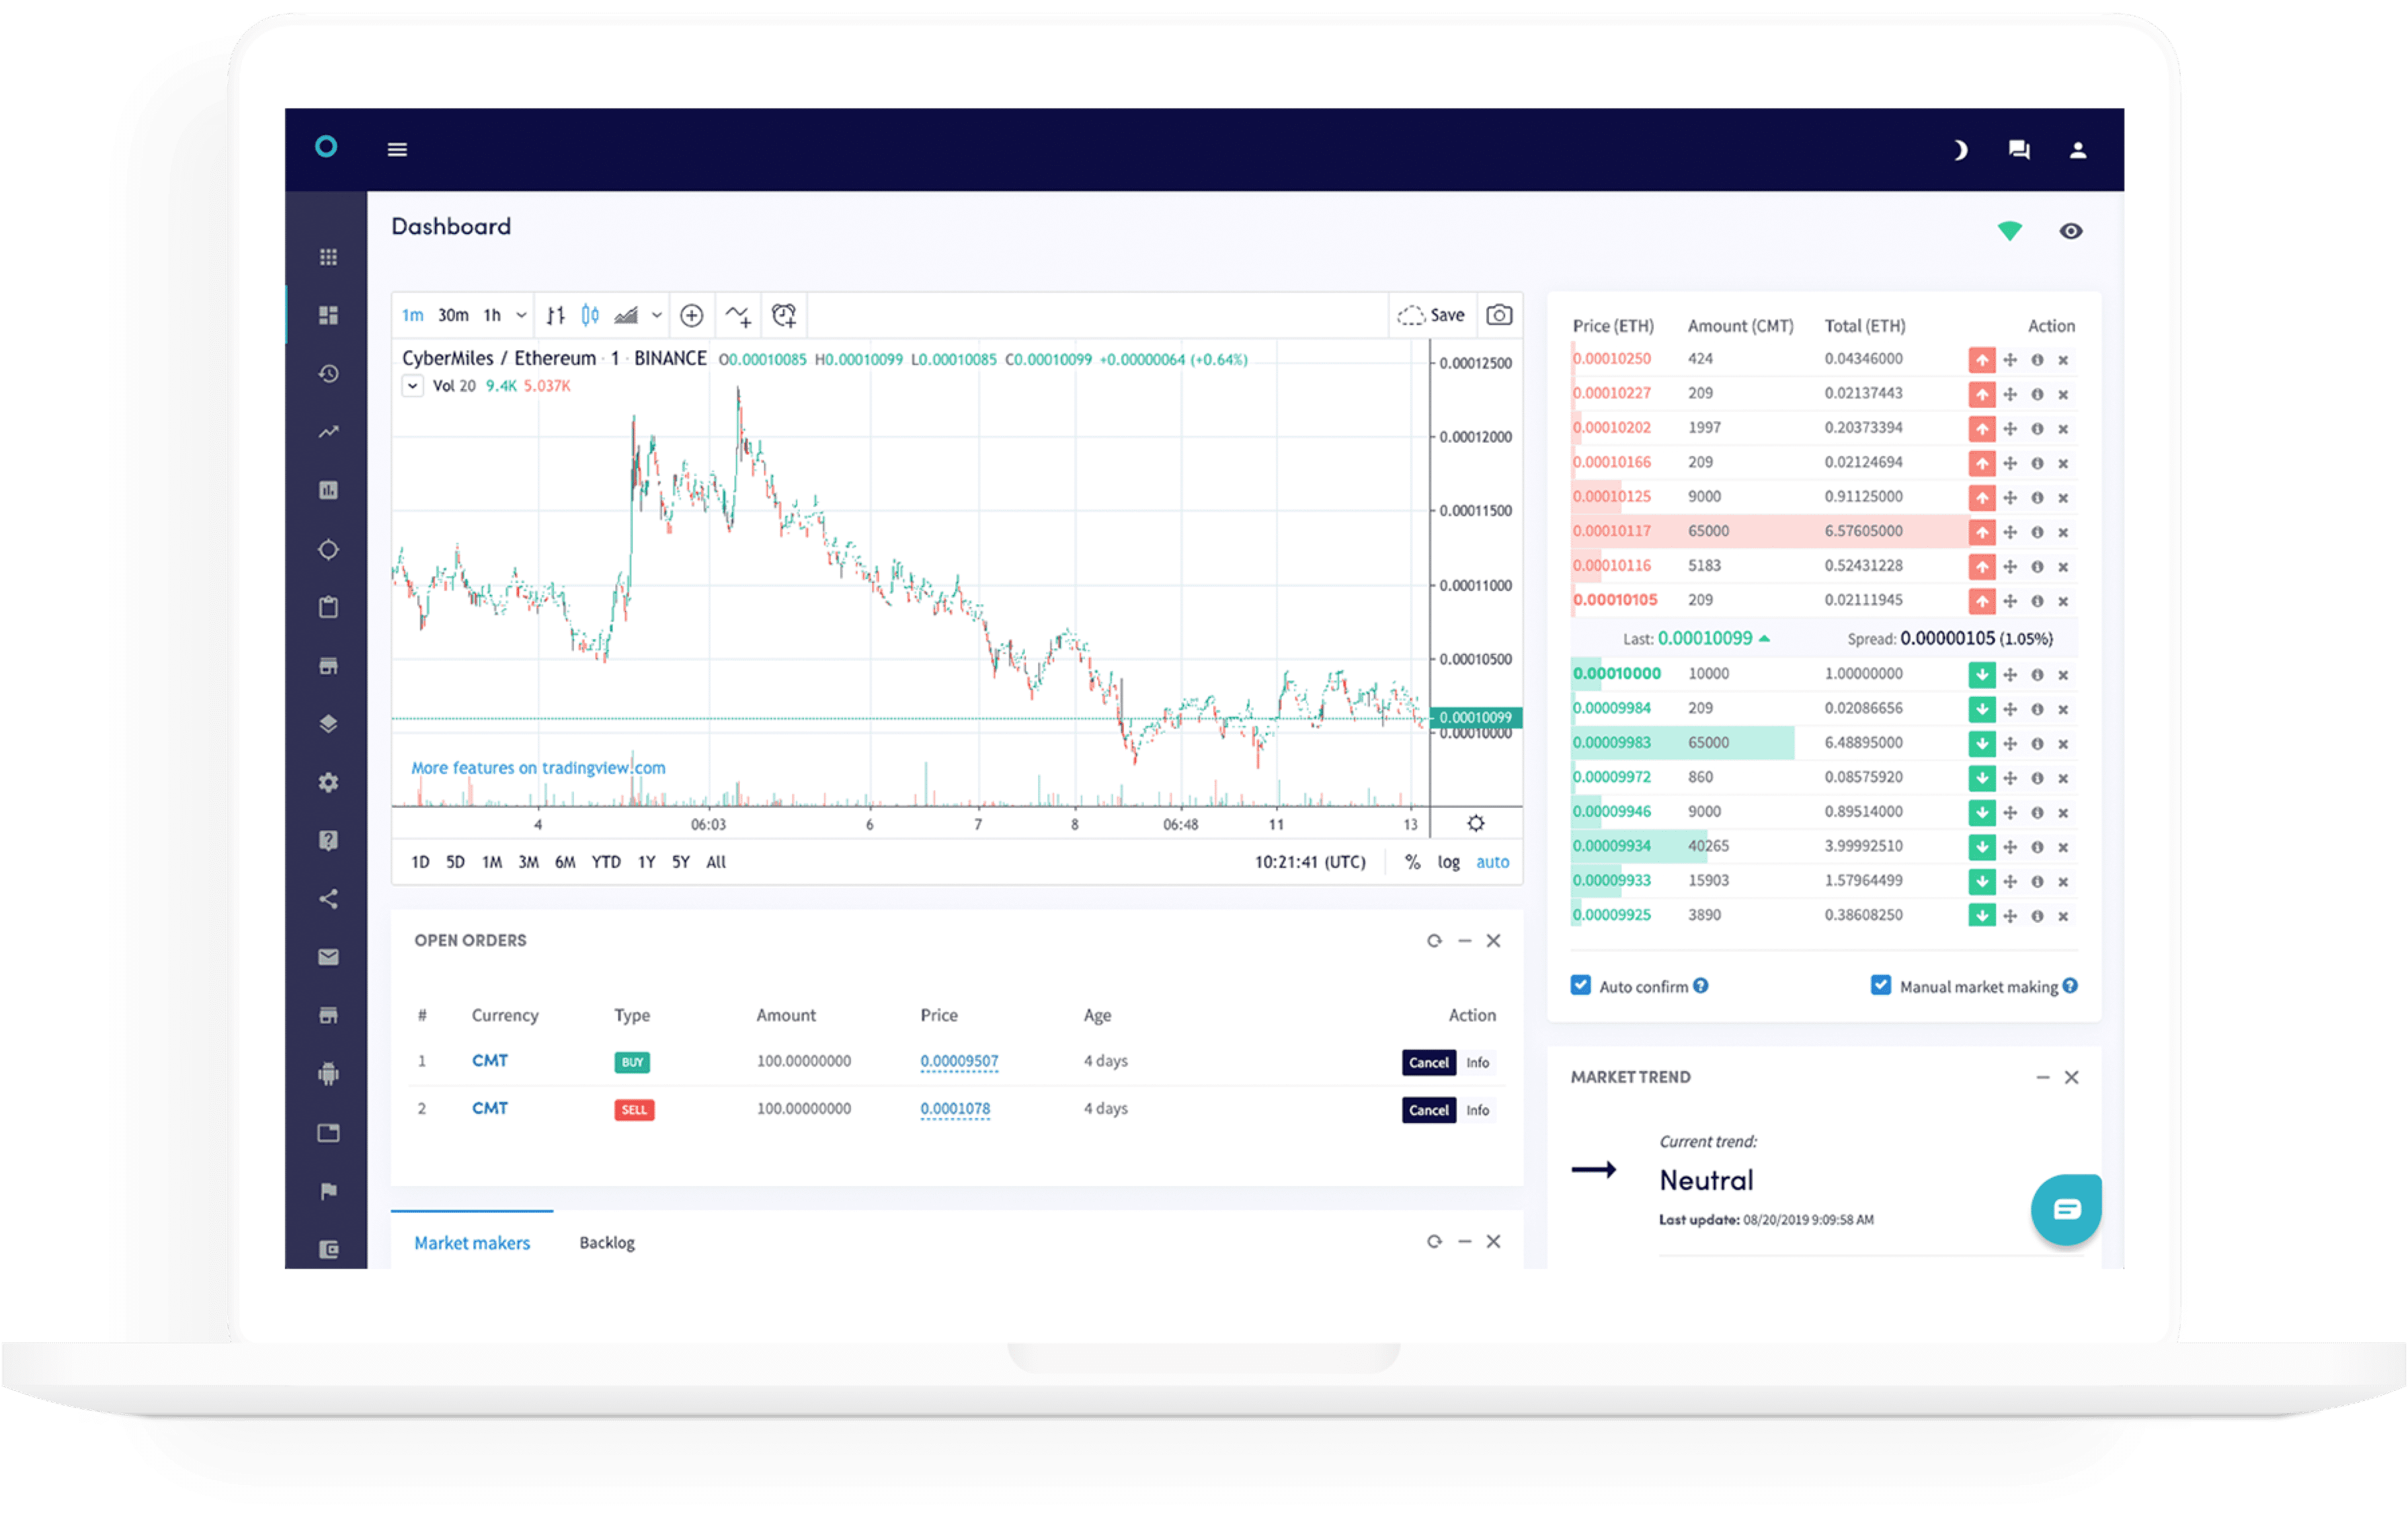 Dashboard
1m 30m 1h
Save
CyberMiles / Ethereum · 1 · BINANCE O0.00010085 H0.00010099 L0.00010085 C0.00010099 +0.00000064 (+0.64%)
Vol 20 9.4K 5.037K
0.00012500
0.00012000
0.00011500
0.00011000
0.00010500
0.00010099
0.00010000
More features on tradingview.com
4 06:03 6 7 8 06:48 11 13
1D 5D 1M 3M 6M YTD 1Y 5Y All 10:21:41 (UTC) % log auto
Price (ETH) Amount (CMT) Total (ETH) Action
0.00010250 424 0.04346000
0.00010227 209 0.02137443
0.00010202 1997 0.20373394
0.00010166 209 0.02124694
0.00010125 9000 0.91125000
0.00010117 65000 6.57605000
0.00010116 5183 0.52431228
0.00010105 209 0.02111945
Last: 0.00010099 Spread: 0.00000105 (1.05%)
0.00010000 10000 1.00000000
0.00009984 209 0.02086656
0.00009983 65000 6.48895000
0.00009972 860 0.08575920
0.00009946 9000 0.89514000
0.00009934 40265 3.99992510
0.00009933 15903 1.57964499
0.00009925 3890 0.38608250
Auto confirm ? Manual market making ?
OPEN ORDERS
# Currency Type Amount Price Age Action
1 CMT BUY 100.00000000 0.00009507 4 days Cancel Info
2 CMT SELL 100.00000000 0.0001078 4 days Cancel Info
Market makers Backlog
MARKET TREND
Current trend:
Neutral
Last update: 08/20/2019 9:09:58 AM